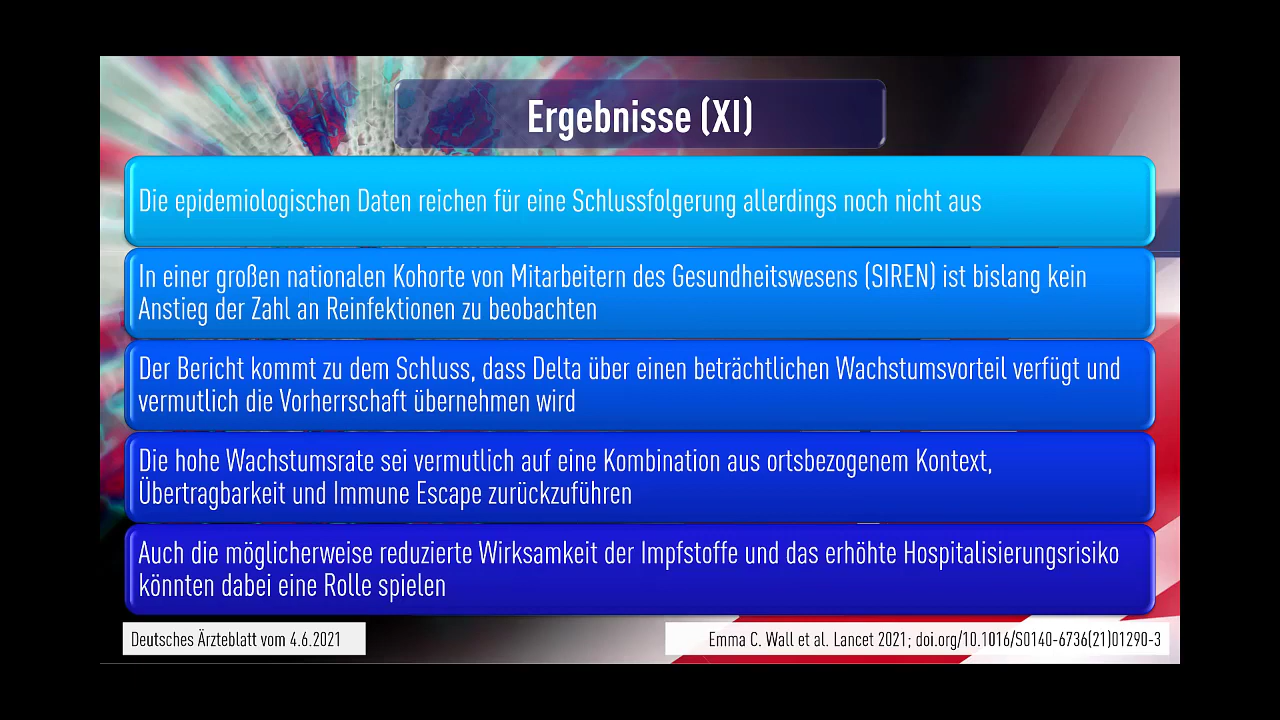 Ergebnisse (XI)
Die epidemiologischen Daten reichen für eine Schlussfolgerung allerdings noch nicht aus
In einer großen nationalen Kohorte von Mitarbeitern des Gesundheitswesens (SIREN) ist bislang kein
Anstieg der Zahl an Reinfektionen zu beobachten
Der Bericht kommt zu dem Schluss, dass Delta über einen beträchtlichen Wachstumsvorteil verfügt und
vermutlich die Vorherrschaft übernehmen wird
Die hohe Wachstumsrate sei vermutlich auf eine Kombination aus ortsbezogenem Kontext,
Übertragbarkeit und Immune Escape zurückzuführen
Auch die möglicherweise reduzierte Wirksamkeit der Impfstoffe und das erhöhte Hospitalisierungsrisiko
könnten dabei eine Rolle spielen
Deutsches Ärzteblatt vom 4.6.2021
Emma C. Wall et al. Lancet 2021; doi.org/10.1016/S0140-6736(21)01290-3